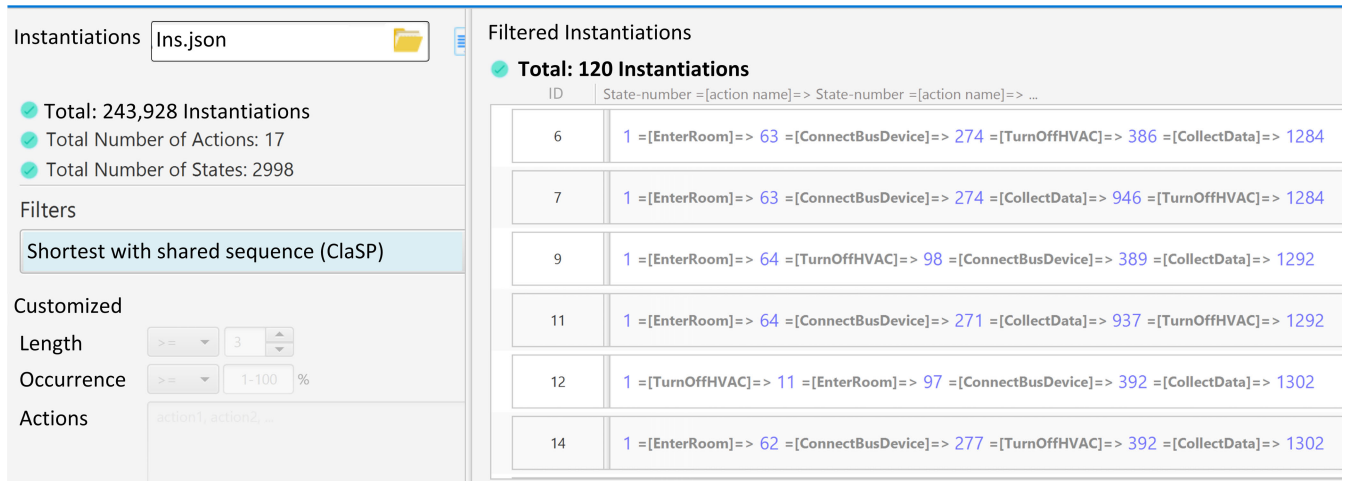 Instantiations
Ins.json
Total: 243,928 Instantiations
Total Number of Actions: 17
Total Number of States: 2998
Filters
Shortest with shared sequence (ClaSP)
Customized
Length
>=
3
Occurrence
>=
1-100
%
Actions
action1, action2, ...
Filtered Instantiations
Total: 120 Instantiations
ID State-number =[action name]=> State-number =[action name]=> ...
6 1 =[EnterRoom]=> 63 =[ConnectBusDevice]=> 274 =[TurnOffHVAC]=> 386 =[CollectData]=> 1284
7 1 =[EnterRoom]=> 63 =[ConnectBusDevice]=> 274 =[CollectData]=> 946 =[TurnOffHVAC]=> 1284
9 1 =[EnterRoom]=> 64 =[TurnOffHVAC]=> 98 =[ConnectBusDevice]=> 389 =[CollectData]=> 1292
11 1 =[EnterRoom]=> 64 =[ConnectBusDevice]=> 271 =[CollectData]=> 937 =[TurnOffHVAC]=> 1292
12 1 =[TurnOffHVAC]=> 11 =[EnterRoom]=> 97 =[ConnectBusDevice]=> 392 =[CollectData]=> 1302
14 1 =[EnterRoom]=> 62 =[ConnectBusDevice]=> 277 =[TurnOffHVAC]=> 392 =[CollectData]=> 1302